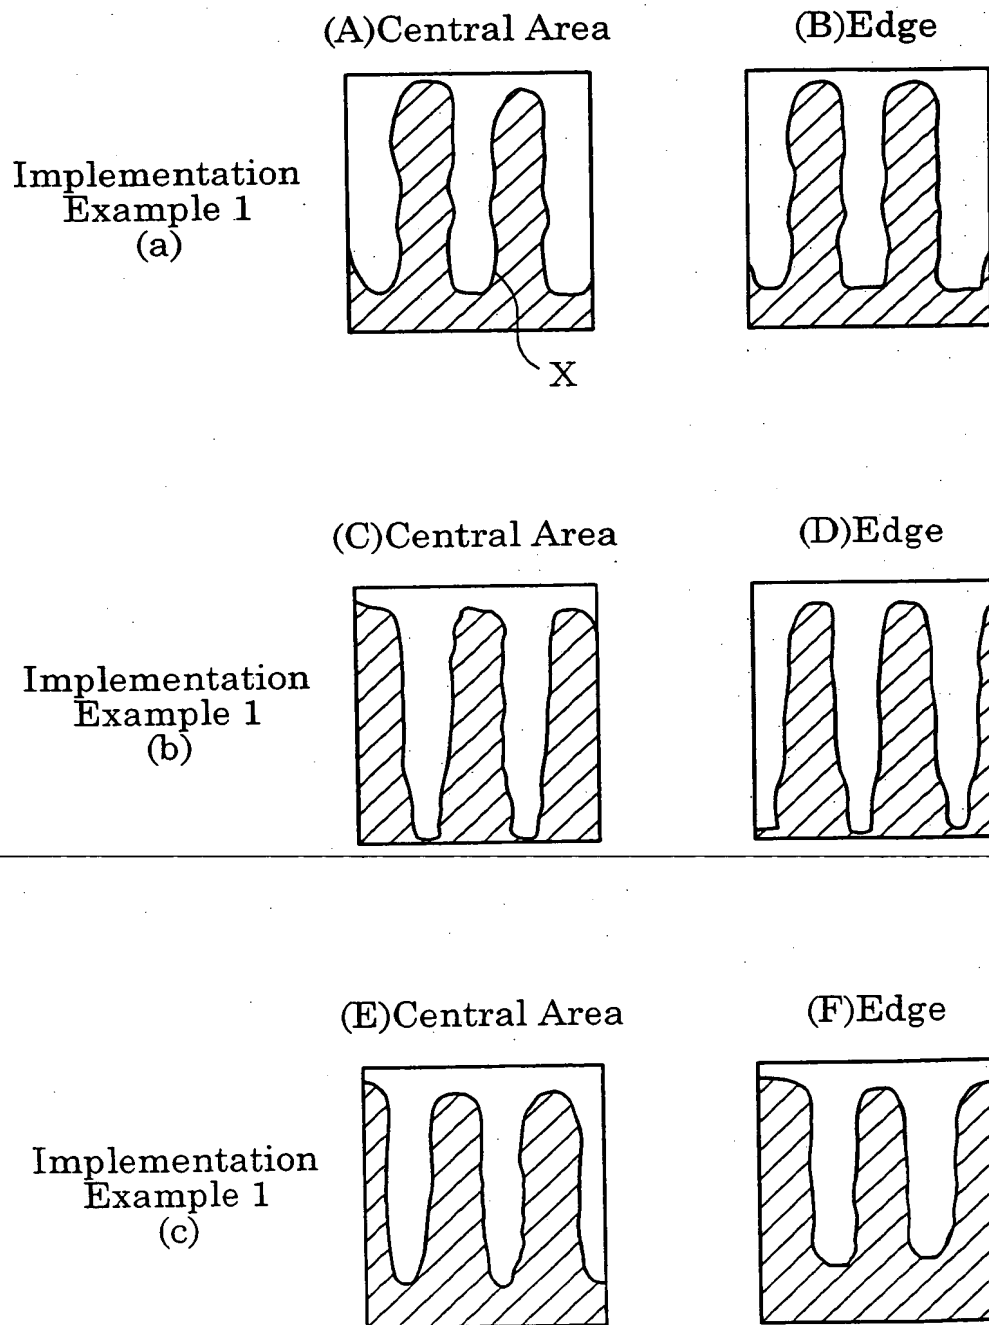 (A)Central Area
(B)Edge
Implementation
Example 1
(a)
X
(C)Central Area
(D)Edge
Implementation
Example 1
(b)
(E)Central Area
(F)Edge
Implementation
Example 1
(c)